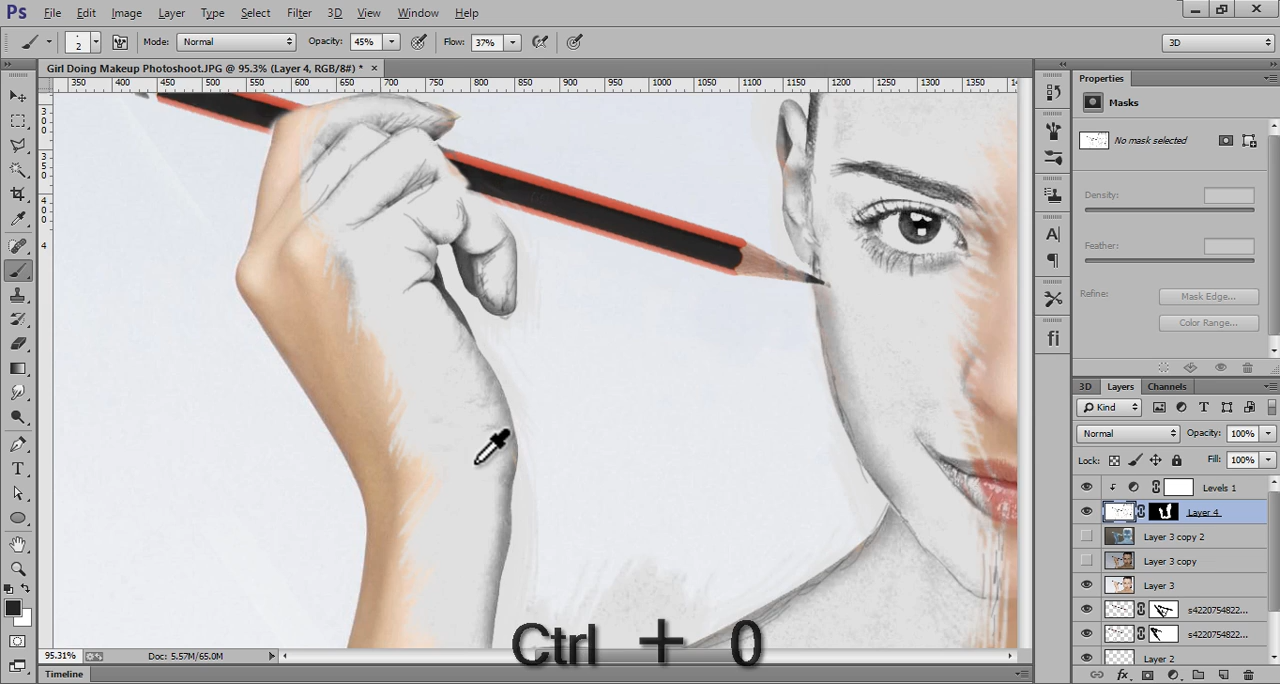 Ps File Edit Image Layer Type Select Filter 3D View Window Help
2 Mode: Normal Opacity: 45% Flow: 37% 3D
Girl Doing Makeup Photoshoot.JPG @ 95.3% (Layer 4, RGB/8#) * ×
350 400 450 500 550 600 650 700 750 800 850 900 950 1000 1050 1100 1150 1200 1250 1300 1350
Properties
Masks
No mask selected
Density:
Feather:
Refine: Mask Edge...
Color Range...
3D Layers Channels
Kind
Normal Opacity: 100%
Lock: Fill: 100%
Levels 1
Layer 4
Layer 3 copy 2
Layer 3 copy
Layer 3
s4220754822...
s4220754822...
Layer 2
Ctrl + 0
95.31% Doc: 5.57M/65.0M
Timeline